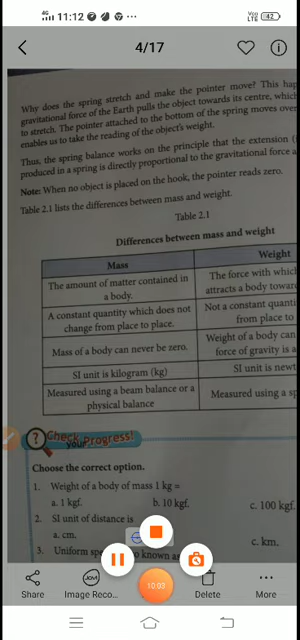 4G 11:12
VoD LTE 42
4/17
Why does the spring stretch and make the pointer move? This hap
gravitational force of the Earth pulls the object towards its centre, which
to stretch. The pointer attached to the bottom of the spring moves over
enables us to take the reading of the object's weight.
Thus, the spring balance works on the principle that the extension (
produced in a spring is directly proportional to the gravitational force a
Note: When no object is placed on the hook, the pointer reads zero.
Table 2.1 lists the differences between mass and weight.
Table 2.1
Differences between mass and weight
Mass Weight
The amount of matter contained in a body. The force with which attracts a body towar
A constant quantity which does not change from place to place. Not a constant quanti from place to
Mass of a body can never be zero. Weight of a body can force of gravity is a
SI unit is kilogram (kg) SI unit is newt
Measured using a beam balance or a physical balance Measured using a sp
? Check your Progress!
Choose the correct option.
1. Weight of a body of mass 1 kg =
a. 1 kgf. b. 10 kgf. c. 100 kgf.
2. SI unit of distance is
a. cm. c. km.
3. Uniform known as
10:03
Share Image Reco... Delete More